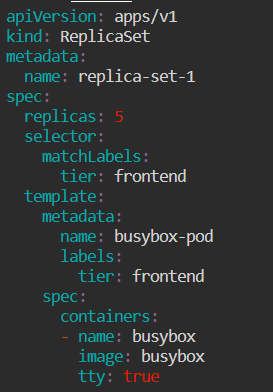 apiVersion: apps/v1
kind: ReplicaSet
metadata:
  name: replica-set-1
spec:
  replicas: 5
  selector:
    matchLabels:
      tier: frontend
  template:
    metadata:
      name: busybox-pod
      labels:
        tier: frontend
    spec:
      containers:
      - name: busybox
        image: busybox
        tty: true